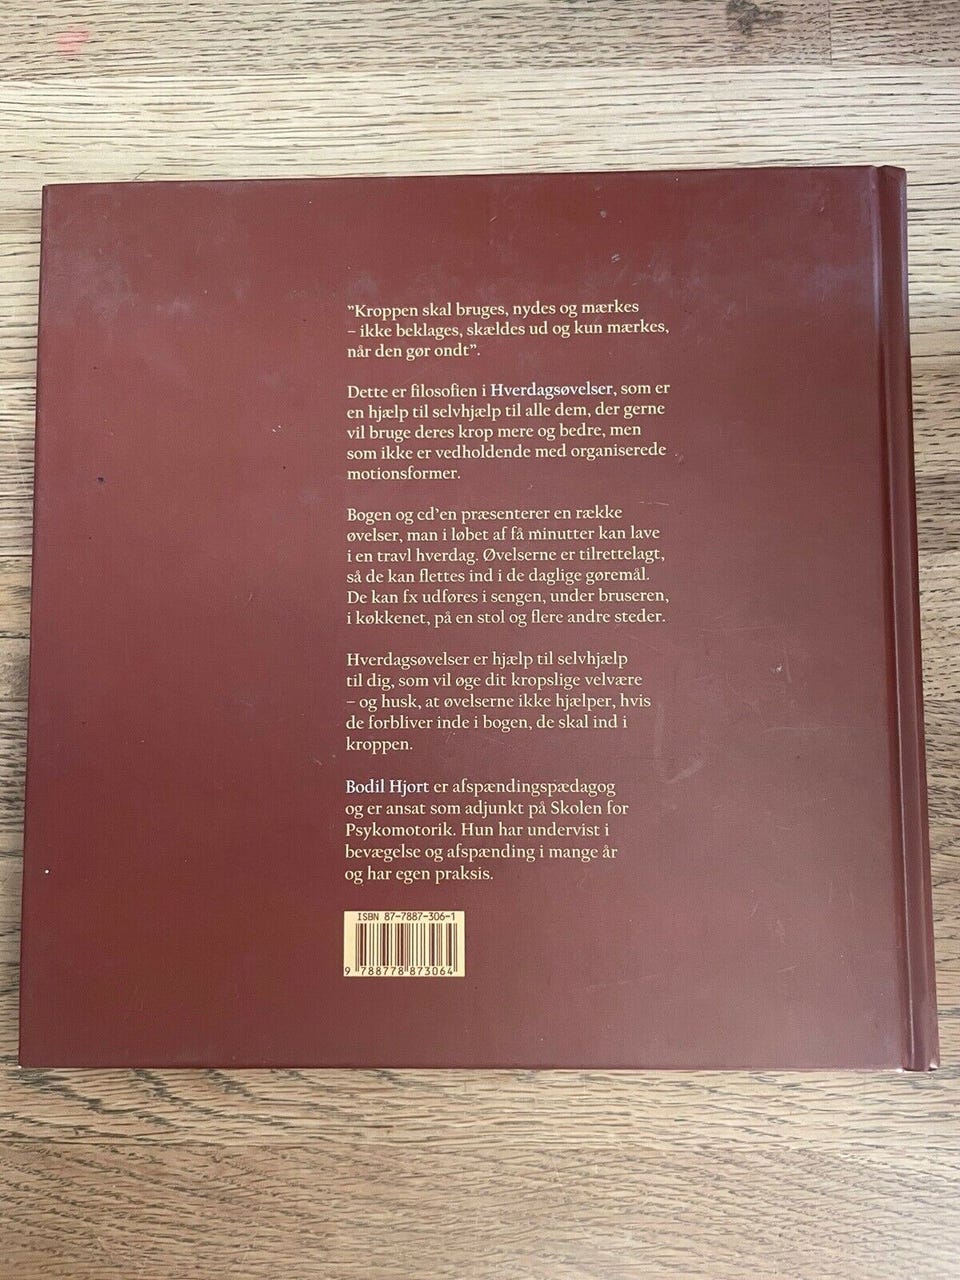 ”Kroppen skal bruges, nydes og mærkes
– ikke beklages, skældes ud og kun mærkes,
når den gør ondt”.
Dette er filosofien i Hverdagsøvelser, som er
en hjælp til selvhjælp til alle dem, der gerne
vil bruge deres krop mere og bedre, men
som ikke er vedholdende med organiserede
motionsformer.
Bogen og cd’en præsenterer en række
øvelser, man i løbet af få minutter kan lave
i en travl hverdag. Øvelserne er tilrettelagt,
så de kan flettes ind i de daglige gøremål.
De kan fx udføres i sengen, under bruseren,
i køkkenet, på en stol og flere andre steder.
Hverdagsøvelser er hjælp til selvhjælp
til dig, som vil øge dit kropslige velvære
– og husk, at øvelserne ikke hjælper, hvis
de forbliver inde i bogen, de skal ind i
kroppen.
Bodil Hjort er afspændingspædagog
og er ansat som adjunkt på Skolen for
Psykomotorik. Hun har undervist i
bevægelse og afspænding i mange år
og har egen praksis.
ISBN 87-7887-306-1
9 788778 873064